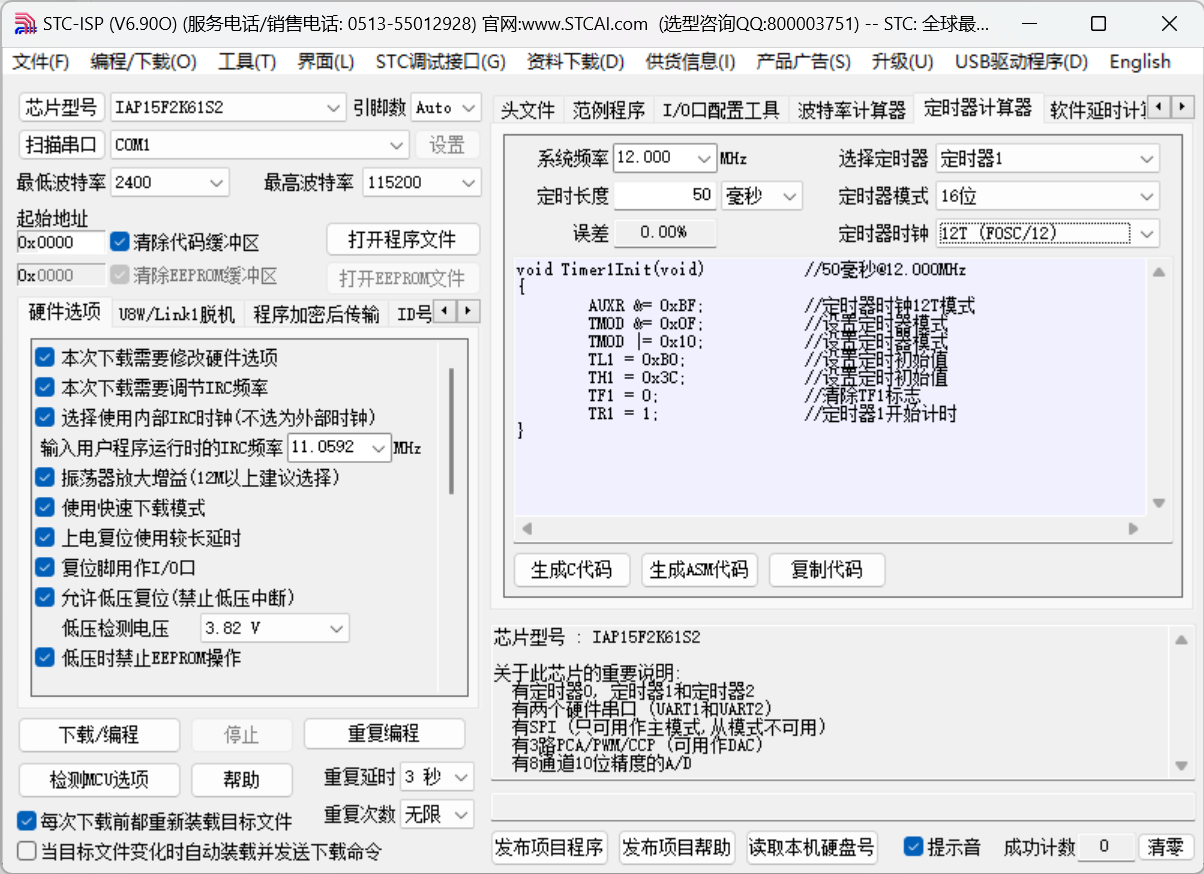 STC-ISP (V6.90O) (服务电话/销售电话: 0513-55012928) 官网:www.STCAI.com  (选型咨询QQ:800003751) -- STC: 全球最...
文件(F) 编程/下载(O) 工具(T) 界面(L) STC调试接口(G) 资料下载(D) 供货信息(I) 产品广告(S) 升级(U) USB驱动程序(D) English
芯片型号 IAP15F2K61S2 引脚数 Auto
扫描串口 COM1 设置
最低波特率 2400 最高波特率 115200
起始地址
0x0000 清除代码缓冲区 打开程序文件
0x0000 清除EEPROM缓冲区 打开EEPROM文件
硬件选项 U8W/Link1脱机 程序加密后传输 ID号
本次下载需要修改硬件选项
本次下载需要调节IRC频率
选择使用内部IRC时钟(不选为外部时钟)
输入用户程序运行时的IRC频率 11.0592 MHz
振荡器放大增益(12M以上建议选择)
使用快速下载模式
上电复位使用较长延时
复位脚用作I/O口
允许低压复位(禁止低压中断)
低压检测电压 3.82 V
低压时禁止EEPROM操作
下载/编程 停止 重复编程
检测MCU选项 帮助 重复延时 3 秒
重复次数 无限
每次下载前都重新装载目标文件
当目标文件变化时自动装载并发送下载命令
头文件 范例程序 I/O口配置工具 波特率计算器 定时器计算器 软件延时计
系统频率 12.000 MHz 选择定时器 定时器1
定时长度 50 毫秒 定时器模式 16位
误差 0.00% 定时器时钟 12T (FOSC/12)
void Timer1Init(void) //50毫秒@12.000MHz
{
AUXR &= 0xBF; //定时器时钟12T模式
TMOD &= 0x0F; //设置定时器模式
TMOD |= 0x10; //设置定时器模式
TL1 = 0xB0; //设置定时初始值
TH1 = 0x3C; //设置定时初始值
TF1 = 0; //清除TF1标志
TR1 = 1; //定时器1开始计时
}
生成C代码 生成ASM代码 复制代码
芯片型号 : IAP15F2K61S2
关于此芯片的重要说明:
有定时器0, 定时器1和定时器2
有两个硬件串口 (UART1和UART2)
有SPI (只可用作主模式,从模式不可用)
有3路PCA/PWM/CCP (可用作DAC)
有8通道10位精度的A/D
发布项目程序 发布项目帮助 读取本机硬盘号 提示音 成功计数 0 清零